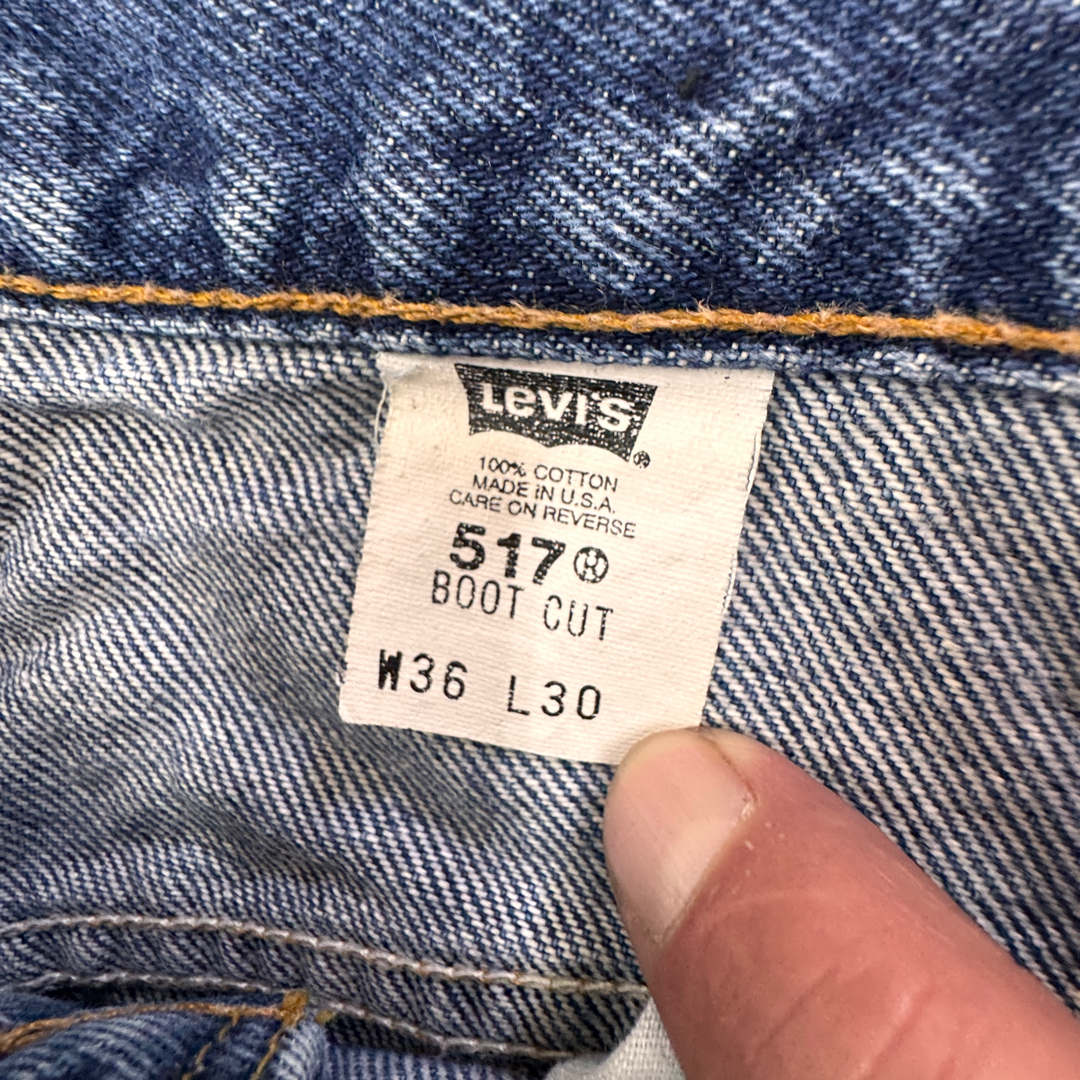 Levi's®
100% COTTON
MADE IN U.S.A.
CARE ON REVERSE
517®
BOOT CUT
W36 L30